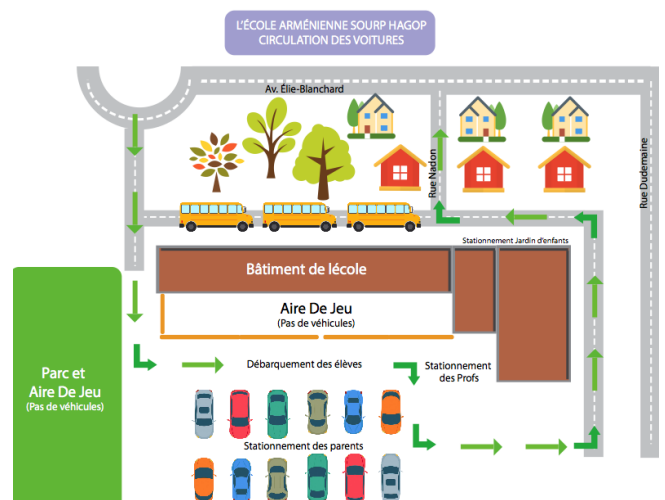 L'ÉCOLE ARMÉNIENNE SOURP HAGOP
CIRCULATION DES VOITURES
Av. Élie-Blanchard
Rue Nadon
Rue Dudemaine
Stationnement Jardin d'enfants
Bâtiment de lécole
Aire De Jeu
(Pas de véhicules)
Parc et
Aire De Jeu
(Pas de véhicules)
Débarquement des élèves
Stationnement
des Profs
Stationnement des parents